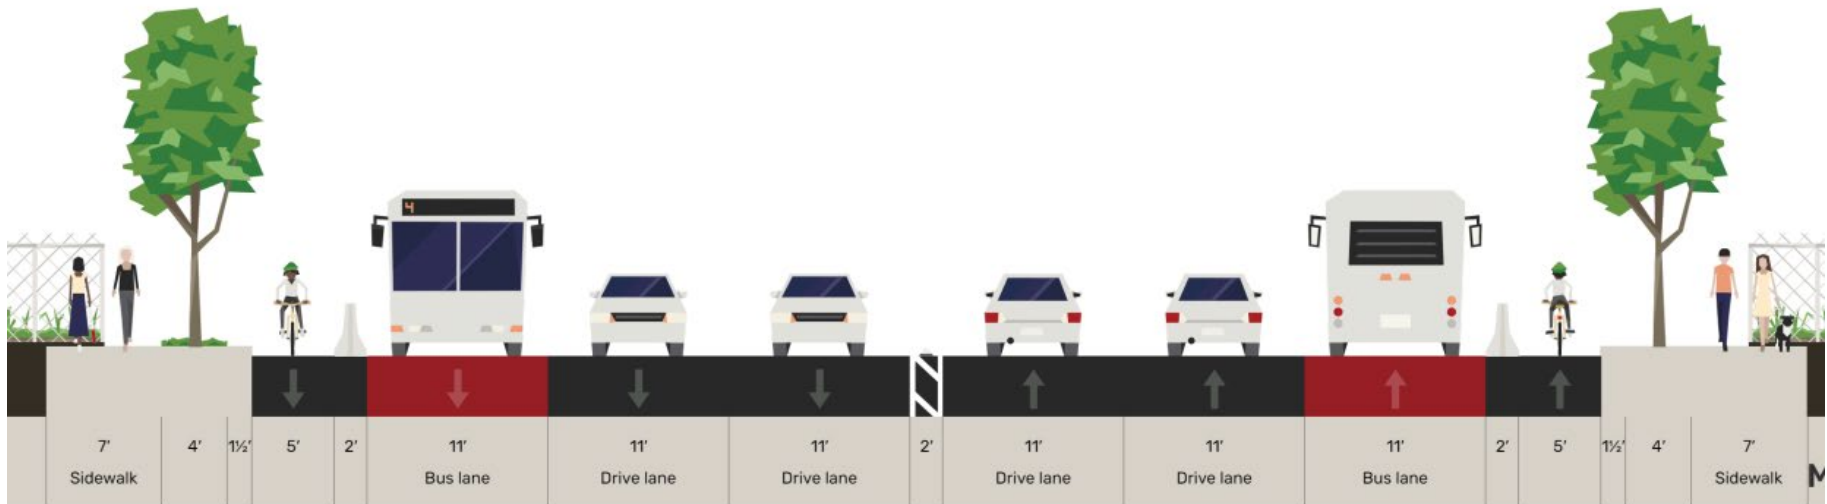 4
7' 4' 1½' 5' 2' 11' 11' 11' 2' 11' 11' 11' 2' 5' 1½' 4' 7'
Sidewalk Bus lane Drive lane Drive lane Drive lane Drive lane Bus lane Sidewalk